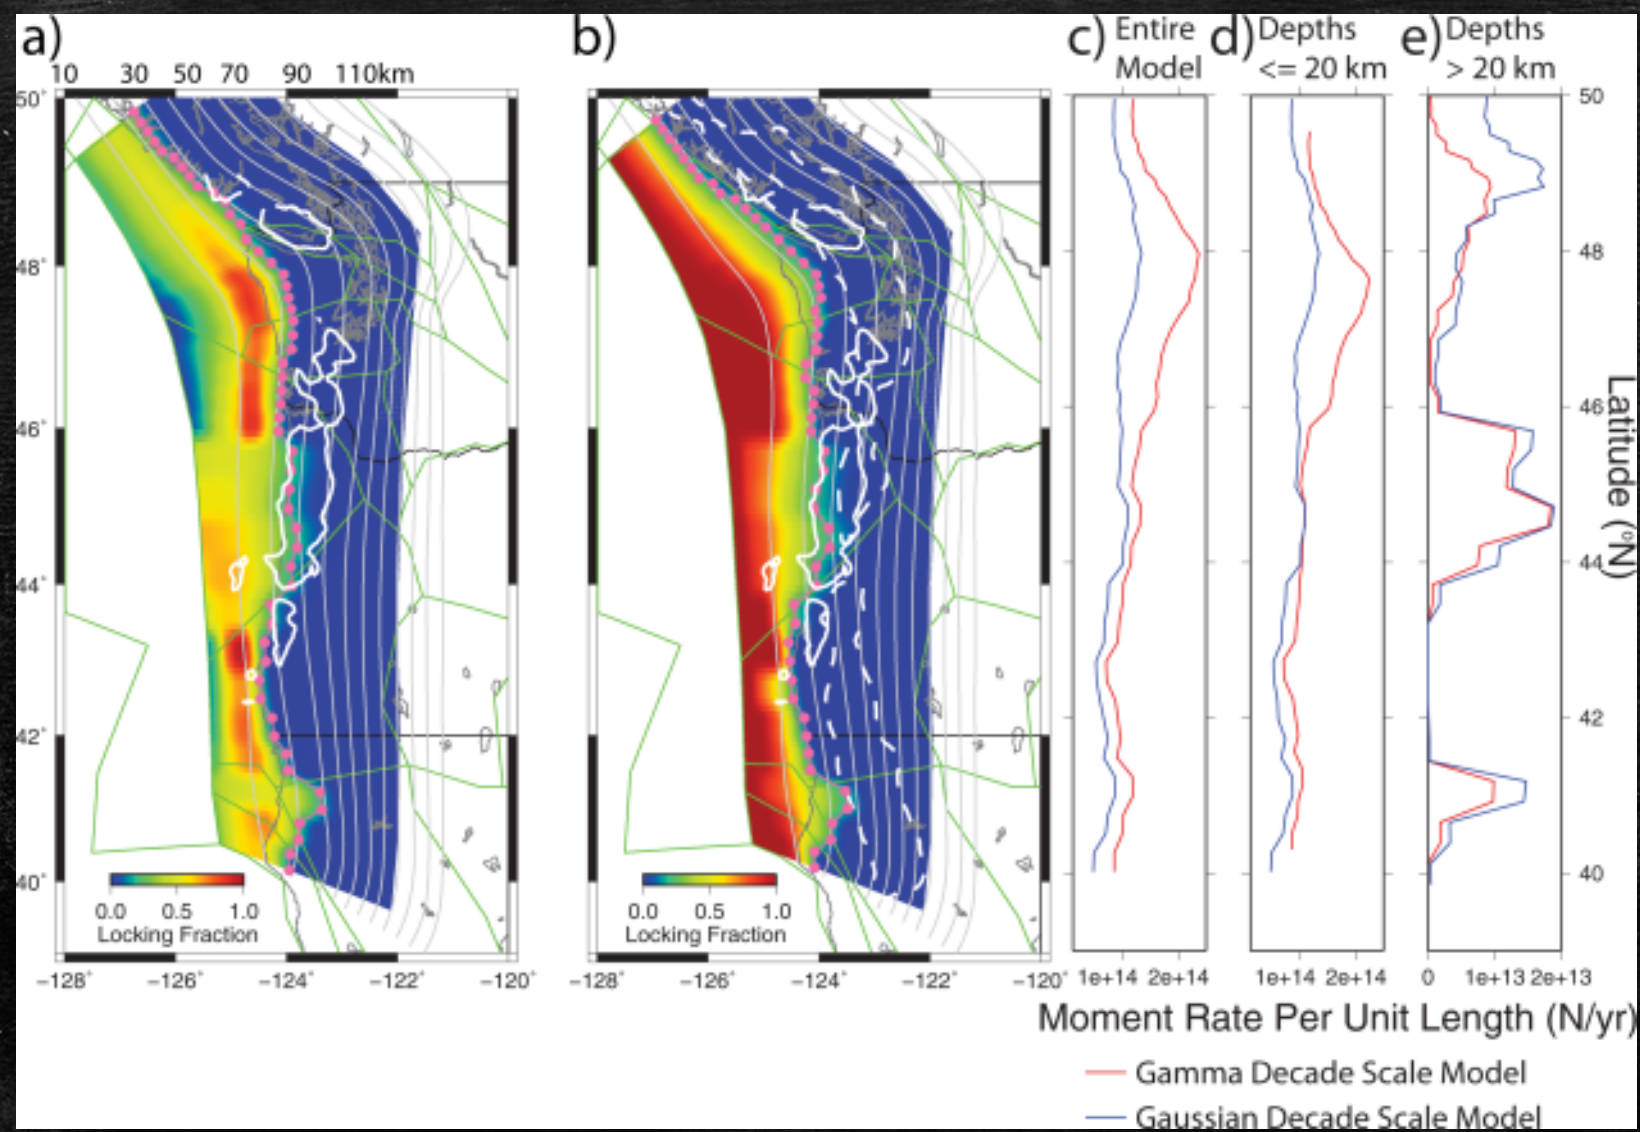 a)
10 30 50 70 90 110km
50°
48°
46°
44°
42°
40°
0.0 0.5 1.0
Locking Fraction
−128° −126° −124° −122° −120°
b)
0.0 0.5 1.0
Locking Fraction
−128° −126° −124° −122° −120°
c) Entire
Model
d) Depths
<= 20 km
e) Depths
> 20 km
50
48
46
44
42
40
Latitude (°N)
1e+14 2e+14
1e+14 2e+14
0 1e+13 2e+13
Moment Rate Per Unit Length (N/yr)
Gamma Decade Scale Model
Gaussian Decade Scale Model